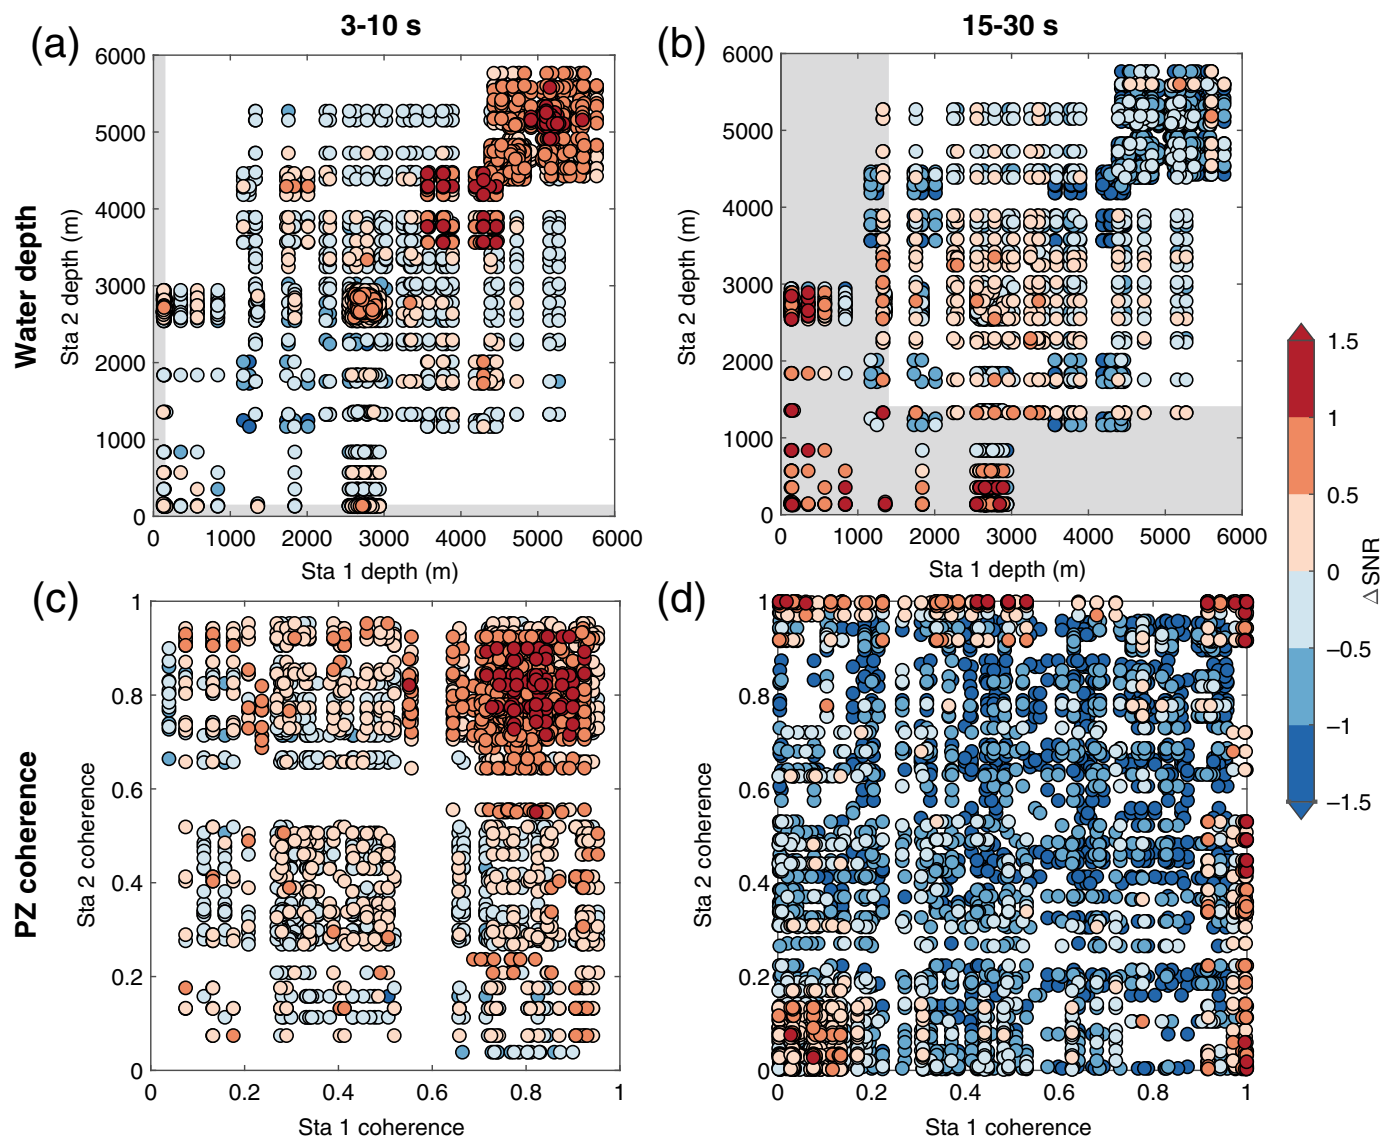 3-10 s
15-30 s
(a)
(b)
Water depth
Sta 2 depth (m)
6000
5000
4000
3000
2000
1000
0
0 1000 2000 3000 4000 5000 6000
Sta 1 depth (m)
Sta 2 depth (m)
6000
5000
4000
3000
2000
1000
0
0 1000 2000 3000 4000 5000 6000
Sta 1 depth (m)
(c)
(d)
PZ coherence
Sta 2 coherence
1
0.8
0.6
0.4
0.2
0
0 0.2 0.4 0.6 0.8 1
Sta 1 coherence
Sta 2 coherence
1
0.8
0.6
0.4
0.2
0
0 0.2 0.4 0.6 0.8 1
Sta 1 coherence
1.5
1
0.5
0
−0.5
−1
−1.5
△SNR